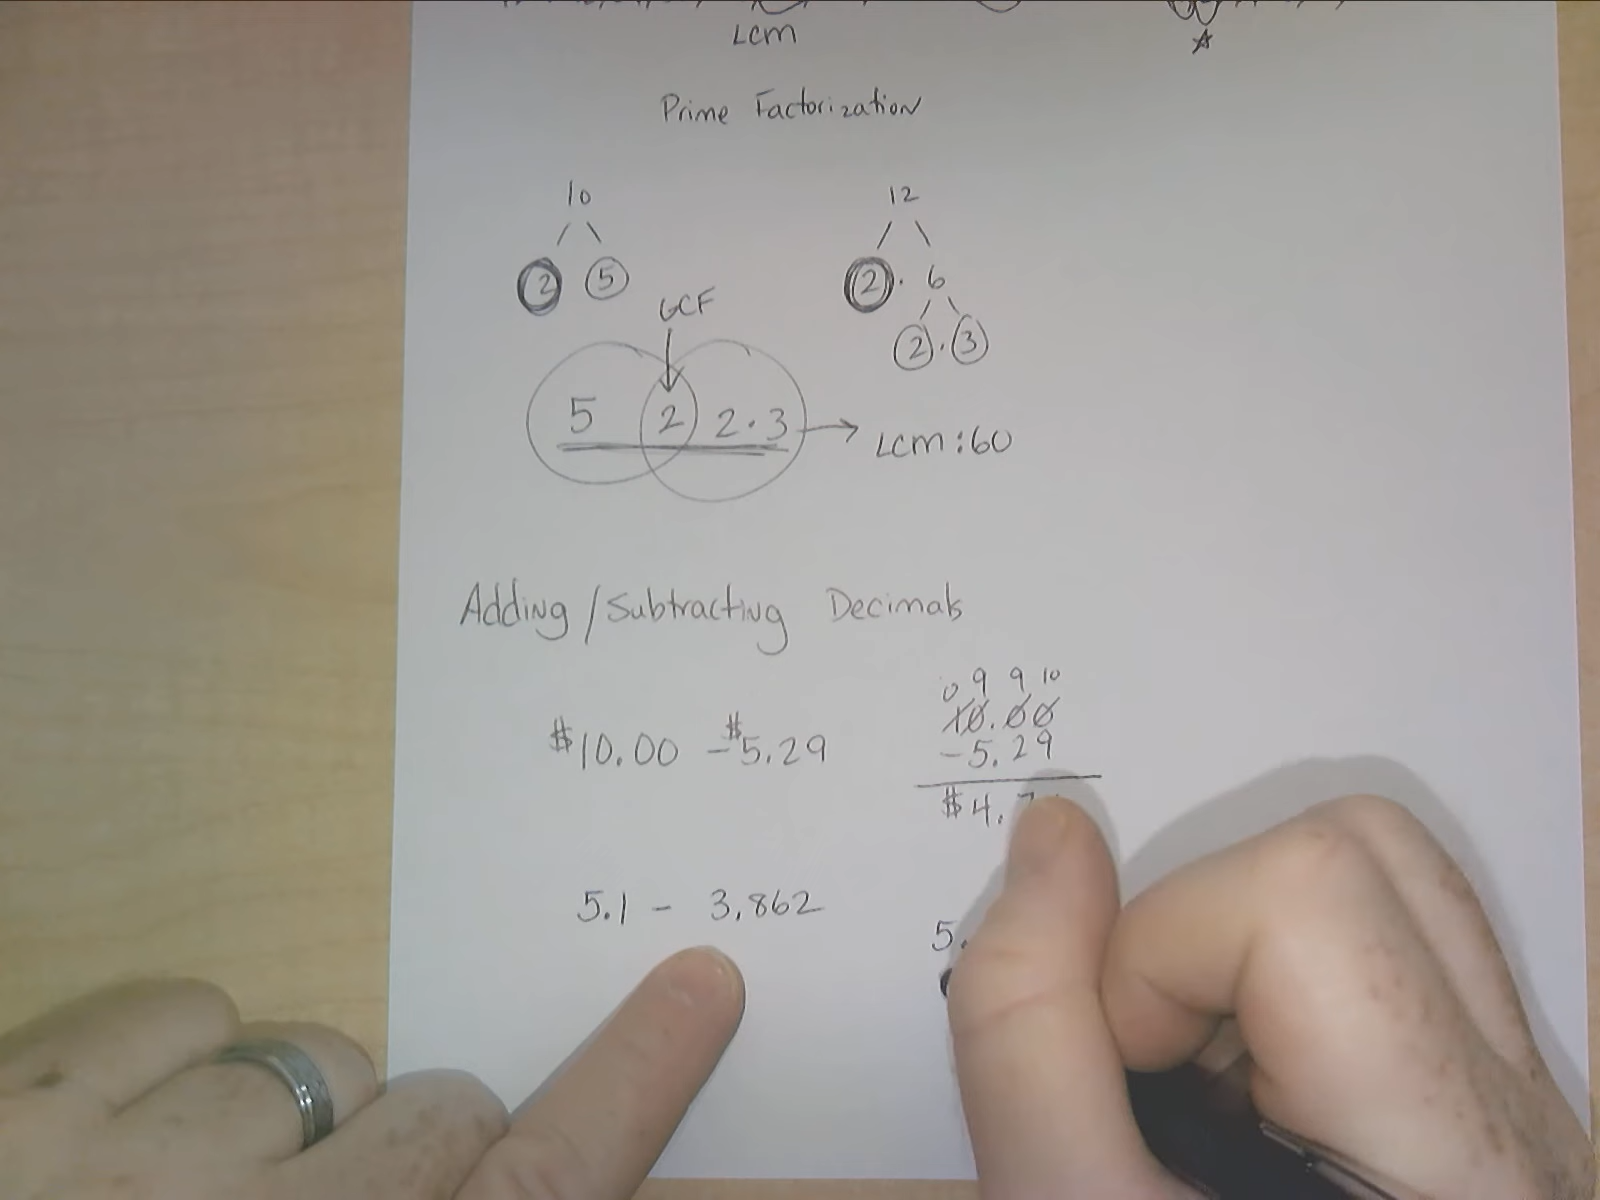 LCM
Prime Factorization
10 12
2 5 2 · 6
GCF 2 · 3
5 2 2 · 3 LCM : 60
Adding / Subtracting Decimals
0 9 9 10
$10.00 - $5.29 10.00
- 5.29
$4.7
5.1 - 3.862 5.